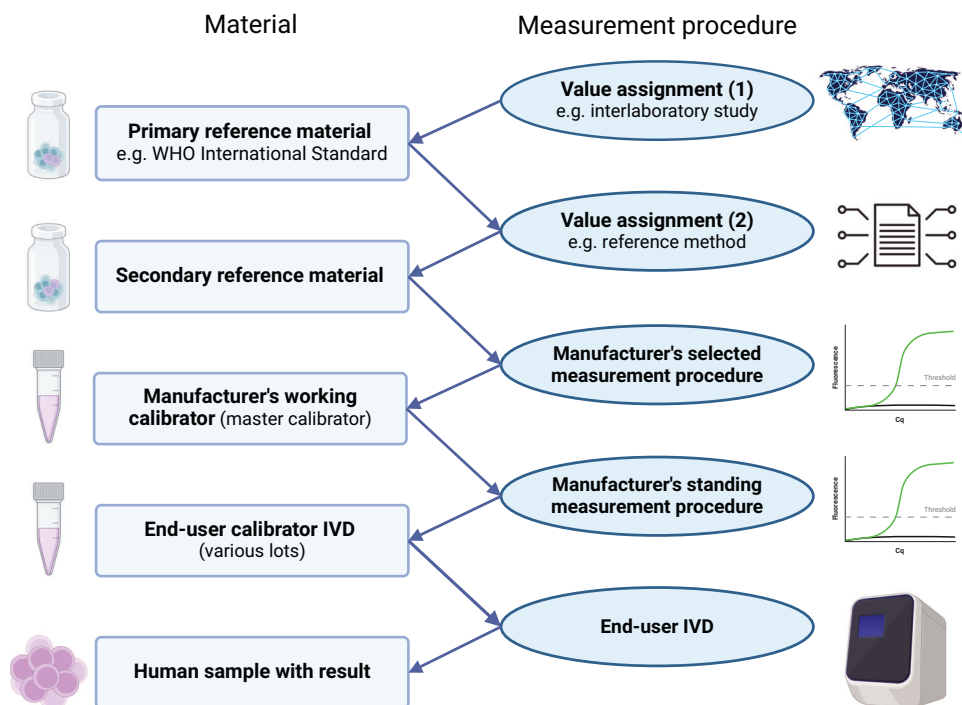 Material
Measurement procedure
Value assignment (1)
e.g. interlaboratory study
Primary reference material
e.g. WHO International Standard
Value assignment (2)
e.g. reference method
Secondary reference material
Manufacturer's selected
measurement procedure
Fluorescence
Threshold
Cq
Manufacturer's working
calibrator (master calibrator)
Manufacturer's standing
measurement procedure
Fluorescence
Threshold
Cq
End-user calibrator IVD
(various lots)
End-user IVD
Human sample with result